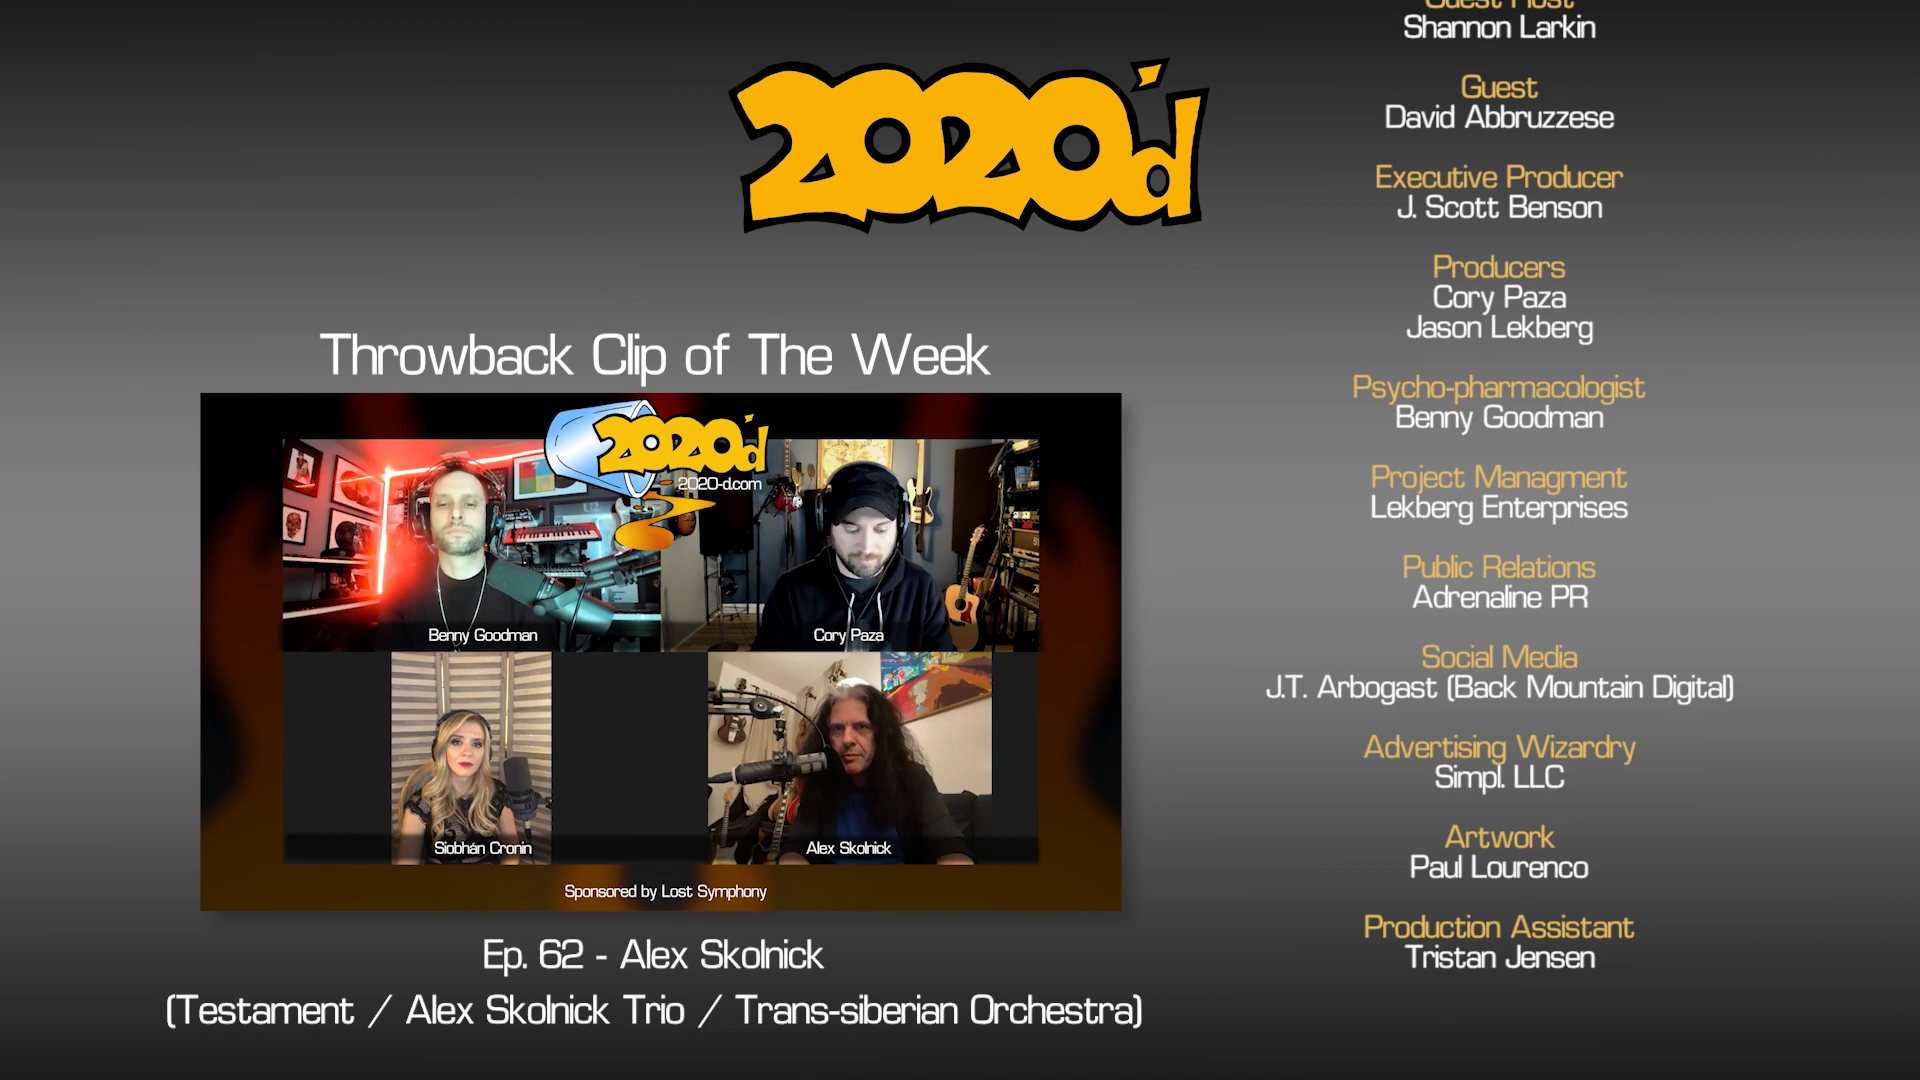 2020'd
Throwback Clip of The Week
2020'd
2020-d.com
Benny Goodman
Cory Paza
Siobhán Cronin
Alex Skolnick
Sponsored by Lost Symphony
Ep. 62 - Alex Skolnick
(Testament / Alex Skolnick Trio / Trans-siberian Orchestra)
Guest Host
Shannon Larkin
Guest
David Abbruzzese
Executive Producer
J. Scott Benson
Producers
Cory Paza
Jason Lekberg
Psycho-pharmacologist
Benny Goodman
Project Managment
Lekberg Enterprises
Public Relations
Adrenaline PR
Social Media
J.T. Arbogast (Back Mountain Digital)
Advertising Wizardry
Simpl. LLC
Artwork
Paul Lourenco
Production Assistant
Tristan Jensen